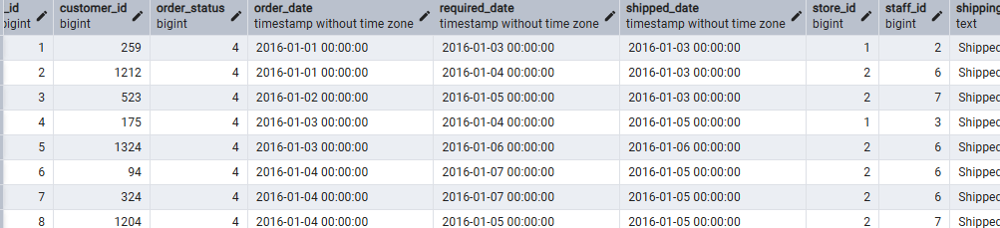 _id customer_id order_status order_date required_date shipped_date store_id staff_id shipping
bigint bigint bigint timestamp without time zone timestamp without time zone timestamp without time zone bigint bigint text
1 259 4 2016-01-01 00:00:00 2016-01-03 00:00:00 2016-01-03 00:00:00 1 2 Shipped
2 1212 4 2016-01-01 00:00:00 2016-01-04 00:00:00 2016-01-03 00:00:00 2 6 Shipped
3 523 4 2016-01-02 00:00:00 2016-01-05 00:00:00 2016-01-03 00:00:00 2 7 Shipped
4 175 4 2016-01-03 00:00:00 2016-01-04 00:00:00 2016-01-05 00:00:00 1 3 Shipped
5 1324 4 2016-01-03 00:00:00 2016-01-06 00:00:00 2016-01-06 00:00:00 2 6 Shipped
6 94 4 2016-01-04 00:00:00 2016-01-07 00:00:00 2016-01-05 00:00:00 2 6 Shipped
7 324 4 2016-01-04 00:00:00 2016-01-07 00:00:00 2016-01-05 00:00:00 2 6 Shipped
8 1204 4 2016-01-04 00:00:00 2016-01-05 00:00:00 2016-01-05 00:00:00 2 7 Shipped